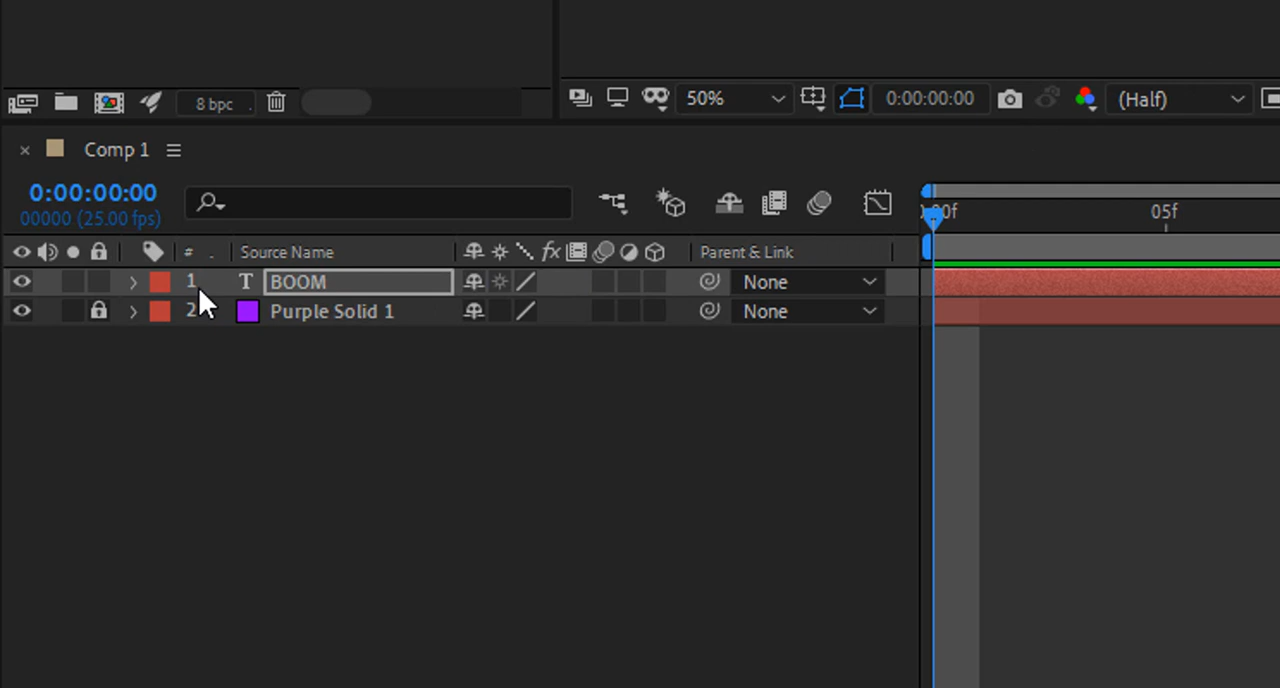 8 bpc
50%
0:00:00:00
(Half)
Comp 1
0:00:00:00
00000 (25.00 fps)
05f
# . Source Name fx Parent & Link
1 T BOOM None
2 Purple Solid 1 None